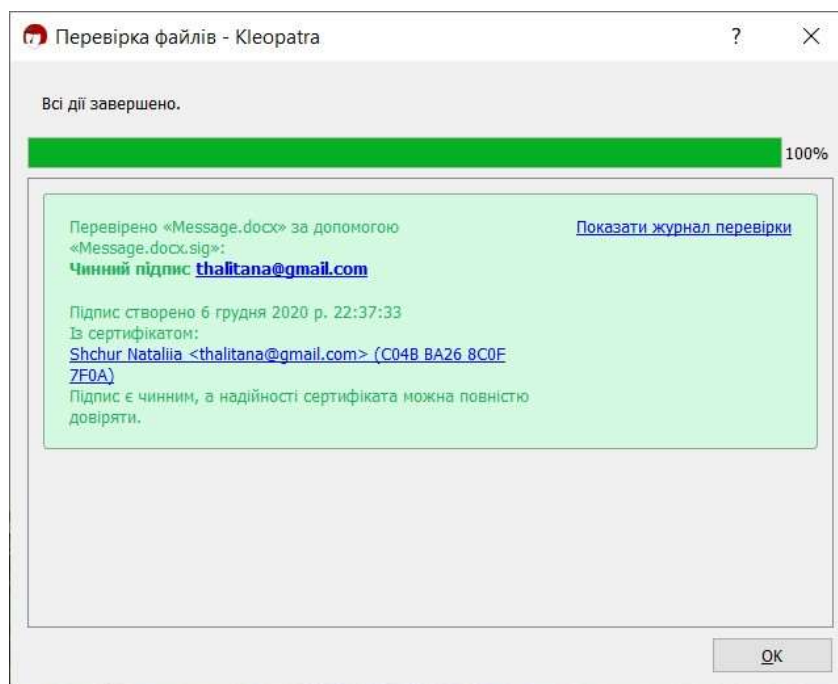 Перевірка файлів - Kleopatra
?
Всі дії завершено.
100%
Перевірено «Message.docx» за допомогою
«Message.docx.sig»:
Чинний підпис thalitana@gmail.com
Показати журнал перевірки
Підпис створено 6 грудня 2020 р. 22:37:33
Із сертифікатом:
Shchur Nataliia <thalitana@gmail.com> (C04B BA26 8C0F
7F0A)
Підпис є чинним, а надійності сертифіката можна повністю
довіряти.
OK